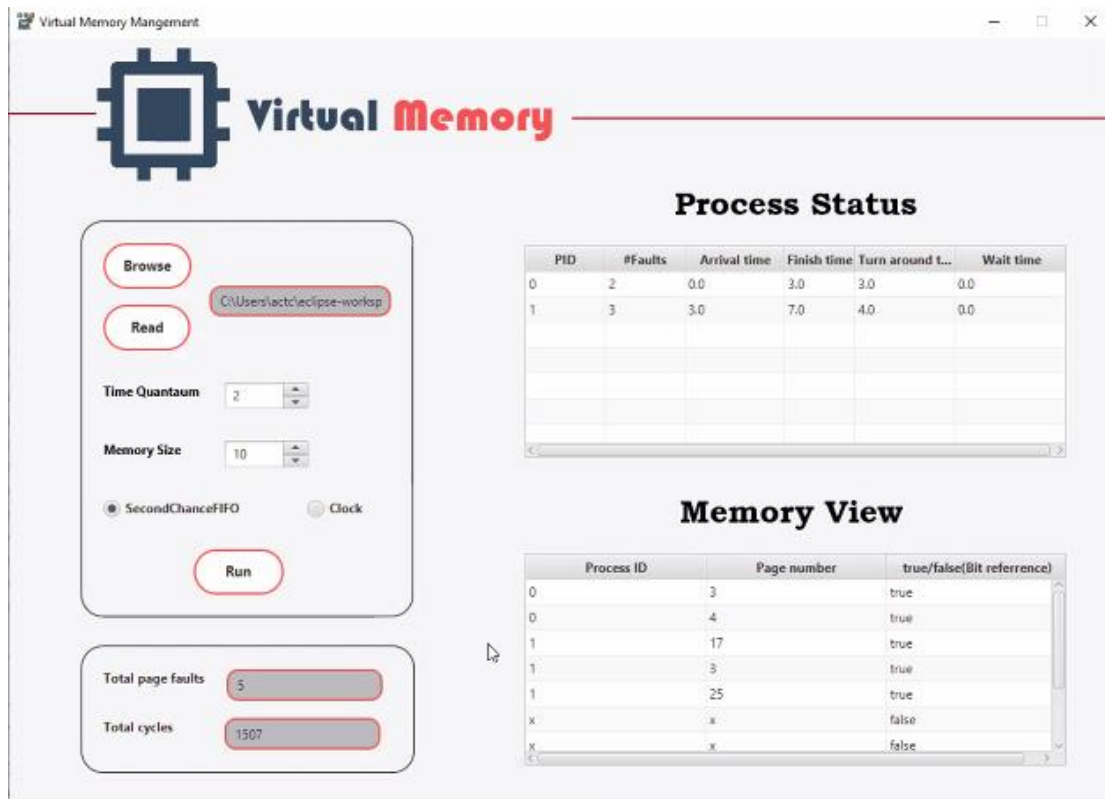 Virtual Memory Mangement
Virtual Memory
Process Status
Browse
C:\Users\actc\eclipse-worksp
Read
Time Quantaum 2
Memory Size 10
SecondChanceFIFO Clock
Run
Total page faults 5
Total cycles 1507
PID #Faults Arrival time Finish time Turn around t... Wait time
0 2 0.0 3.0 3.0 0.0
1 3 3.0 7.0 4.0 0.0
Memory View
Process ID Page number true/false(Bit referrence)
0 3 true
0 4 true
1 17 true
1 3 true
1 25 true
x x false
x x false